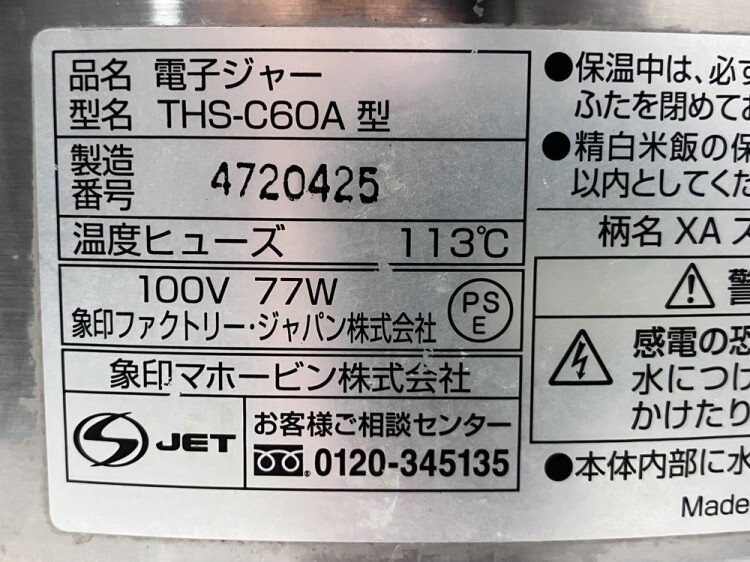 品名 電子ジャー
型名 THS-C60A 型
製造番号 4720425
温度ヒューズ 113℃
100V 77W
象印ファクトリー・ジャパン株式会社
PS
E
象印マホービン株式会社
JET
お客様ご相談センター
0120-345135
●保温中は、必ず
ふたを閉めてお
●精白米飯の保
以内としてくだ
柄名 XA ス
警
感電の恐
水につけ
かけたり
●本体内部に水
Made